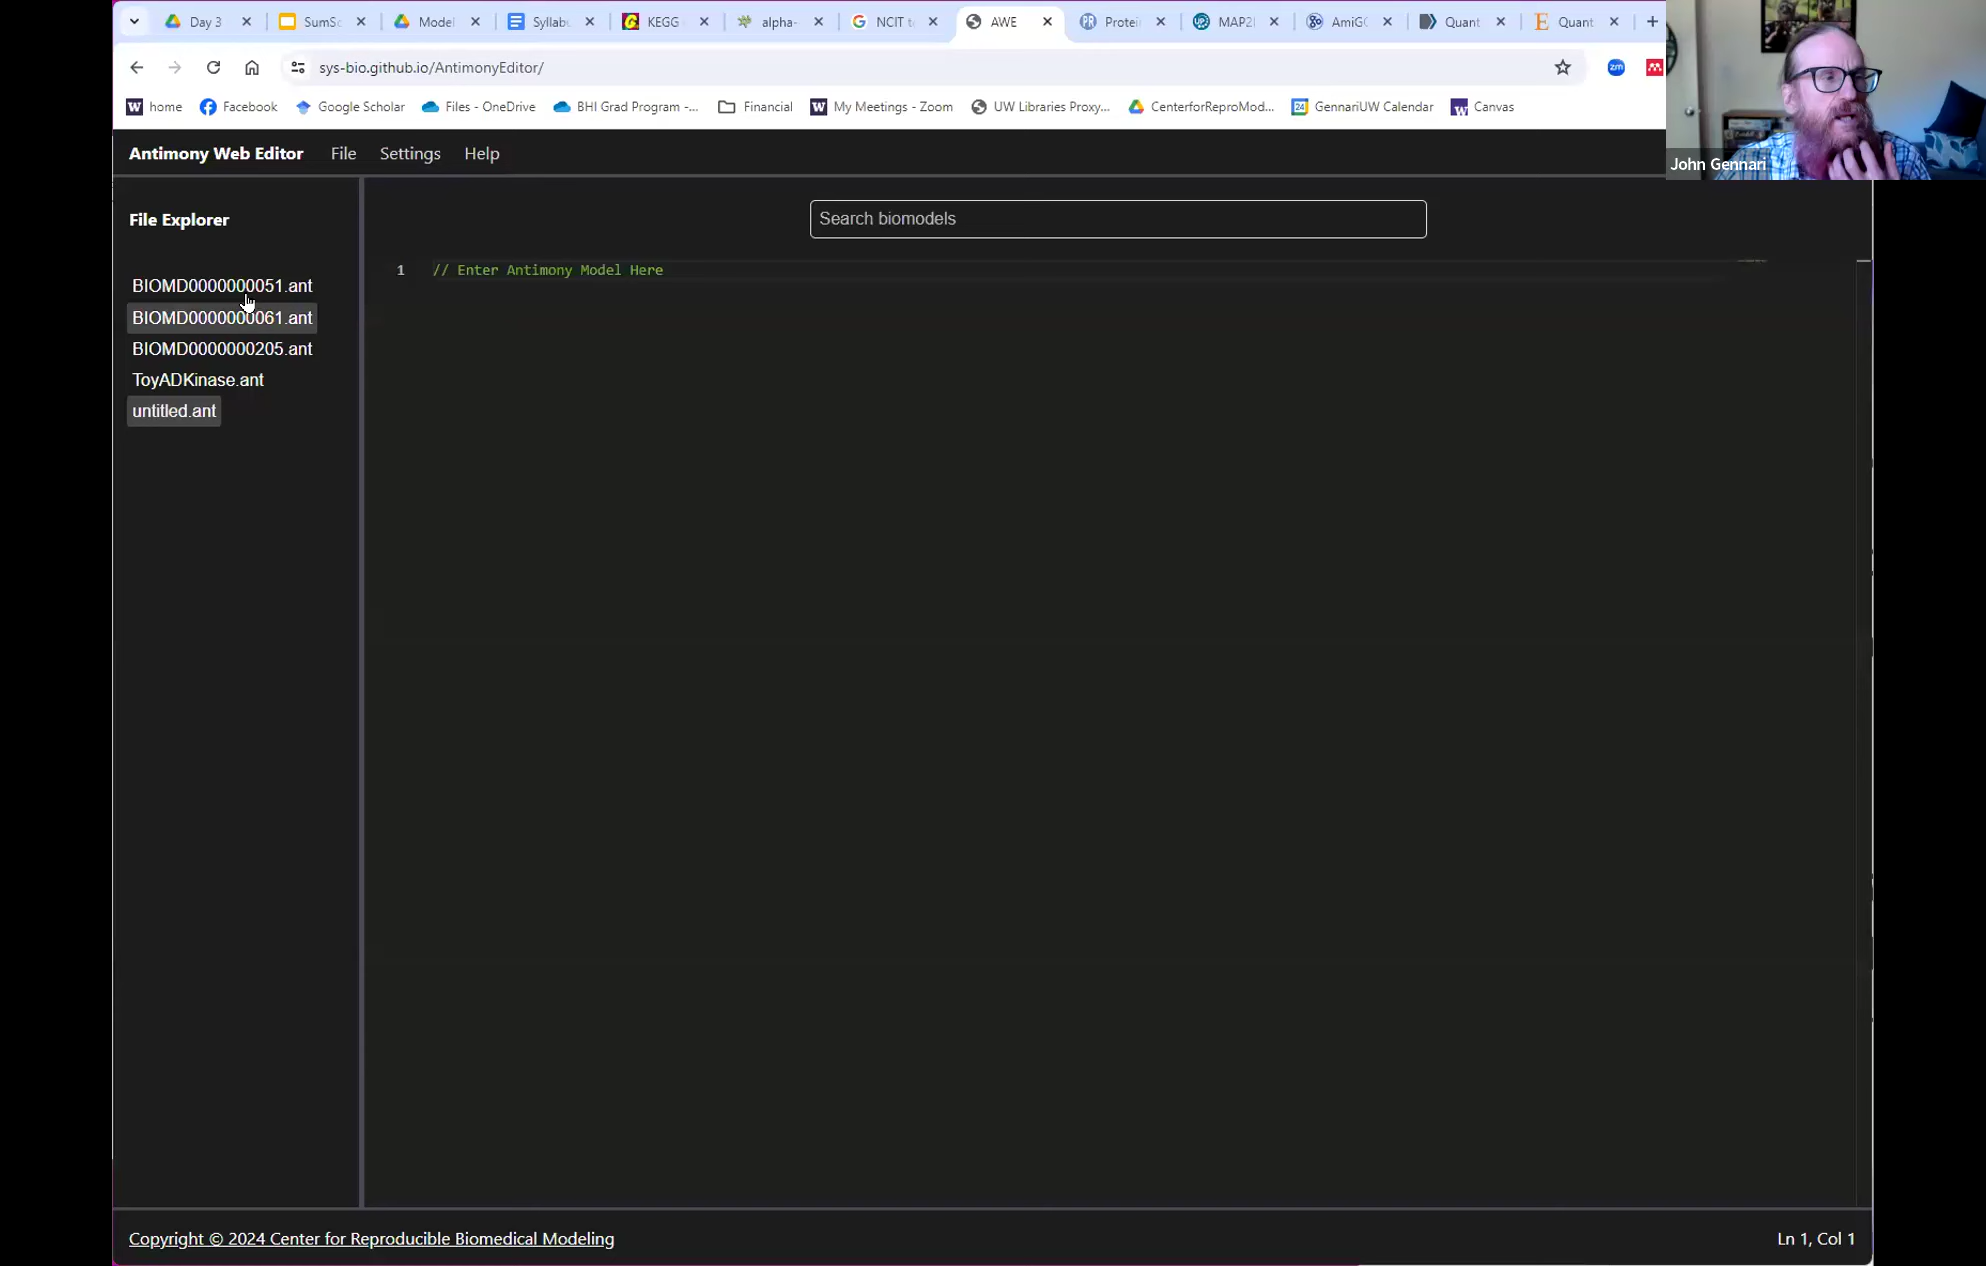 Day 3 SumSc Model Syllabu KEGG alpha- NCIT t AWE Protei MAP2 AmiG Quant Quant
sys-bio.github.io/AntimonyEditor/
zm
home Facebook Google Scholar Files - OneDrive BHI Grad Program -... Financial My Meetings - Zoom UW Libraries Proxy... CenterforReproMod... GennariUW Calendar Canvas
Antimony Web Editor File Settings Help
John Gennari
File Explorer
Search biomodels
1 // Enter Antimony Model Here
BIOMD0000000051.ant
BIOMD0000000061.ant
BIOMD0000000205.ant
ToyADKinase.ant
untitled.ant
Copyright © 2024 Center for Reproducible Biomedical Modeling
Ln 1, Col 1